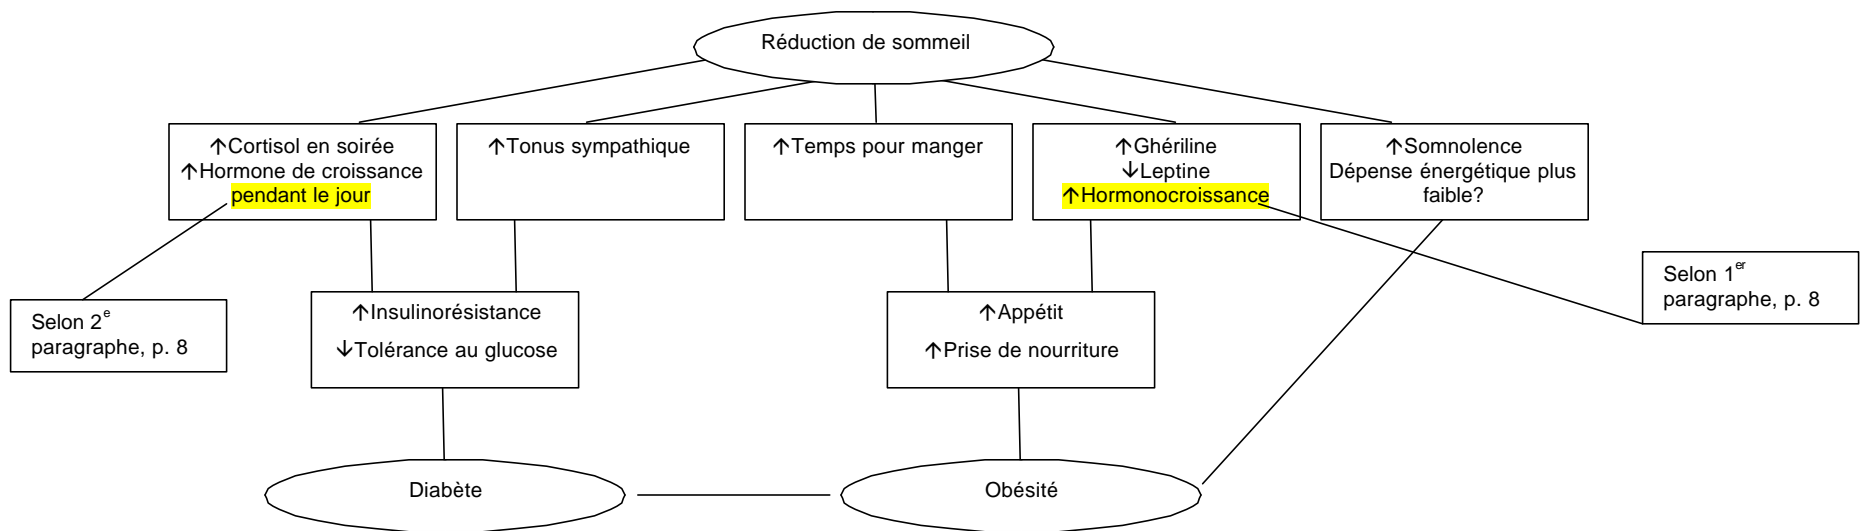 Réduction de sommeil
↑Cortisol en soirée
↑Hormone de croissance
pendant le jour
↑Tonus sympathique
↑Temps pour manger
↑Ghériline
↓Leptine
↑Hormonocroissance
↑Somnolence
Dépense énergétique plus
faible?
Selon 2e
paragraphe, p. 8
↑Insulinorésistance
↓Tolérance au glucose
↑Appétit
↑Prise de nourriture
Selon 1er
paragraphe, p. 8
Diabète
Obésité